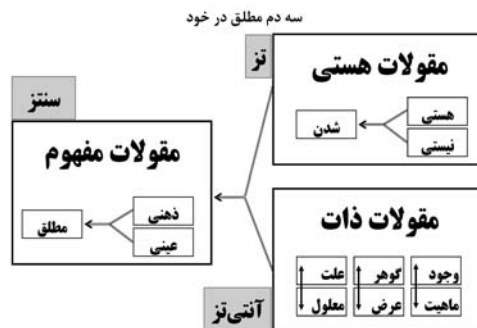 سه دم مطلق در خود
تز
مقولات هستی
هستی
نیستی
شدن
سنتز
مقولات مفهوم
ذهنی
عینی
مطلق
مقولات ذات
وجود
ماهیت
گوهر
عرض
علت
معلول
آنتی‌تز